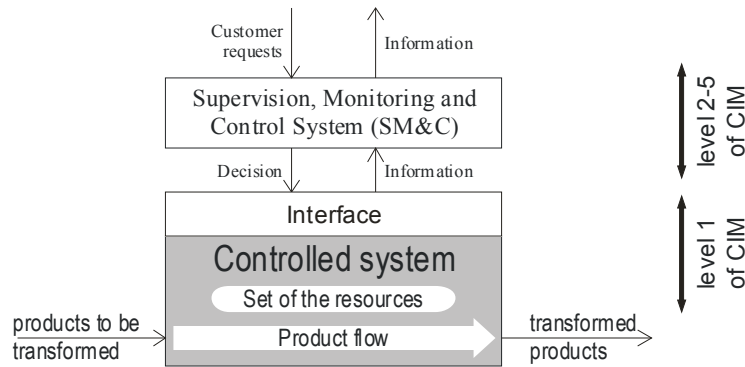 Customer
requests
Information
Supervision, Monitoring and
Control System (SM&C)
Decision
Information
Interface
Controlled system
Set of the resources
Product flow
products to be
transformed
transformed
products
level 2-5
of CIM
level 1
of CIM